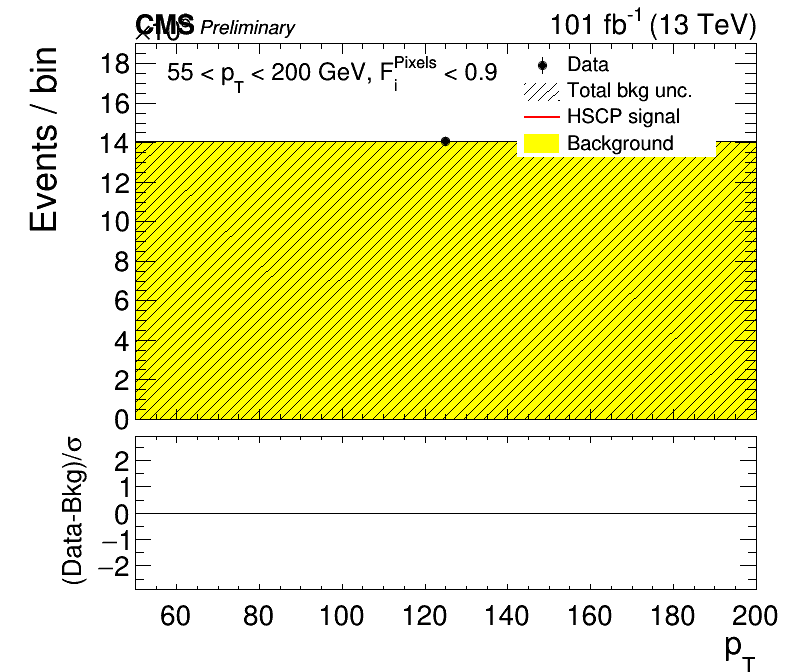 CMS Preliminary 101 fb-1 (13 TeV)
55 < pT < 200 GeV, FiPixels < 0.9
Data
Total bkg unc.
HSCP signal
Background
Events / bin
18
16
14
12
10
8
6
4
2
0
(Data-Bkg)/σ
2
1
0
−1
−2
60 80 100 120 140 160 180 200
pT